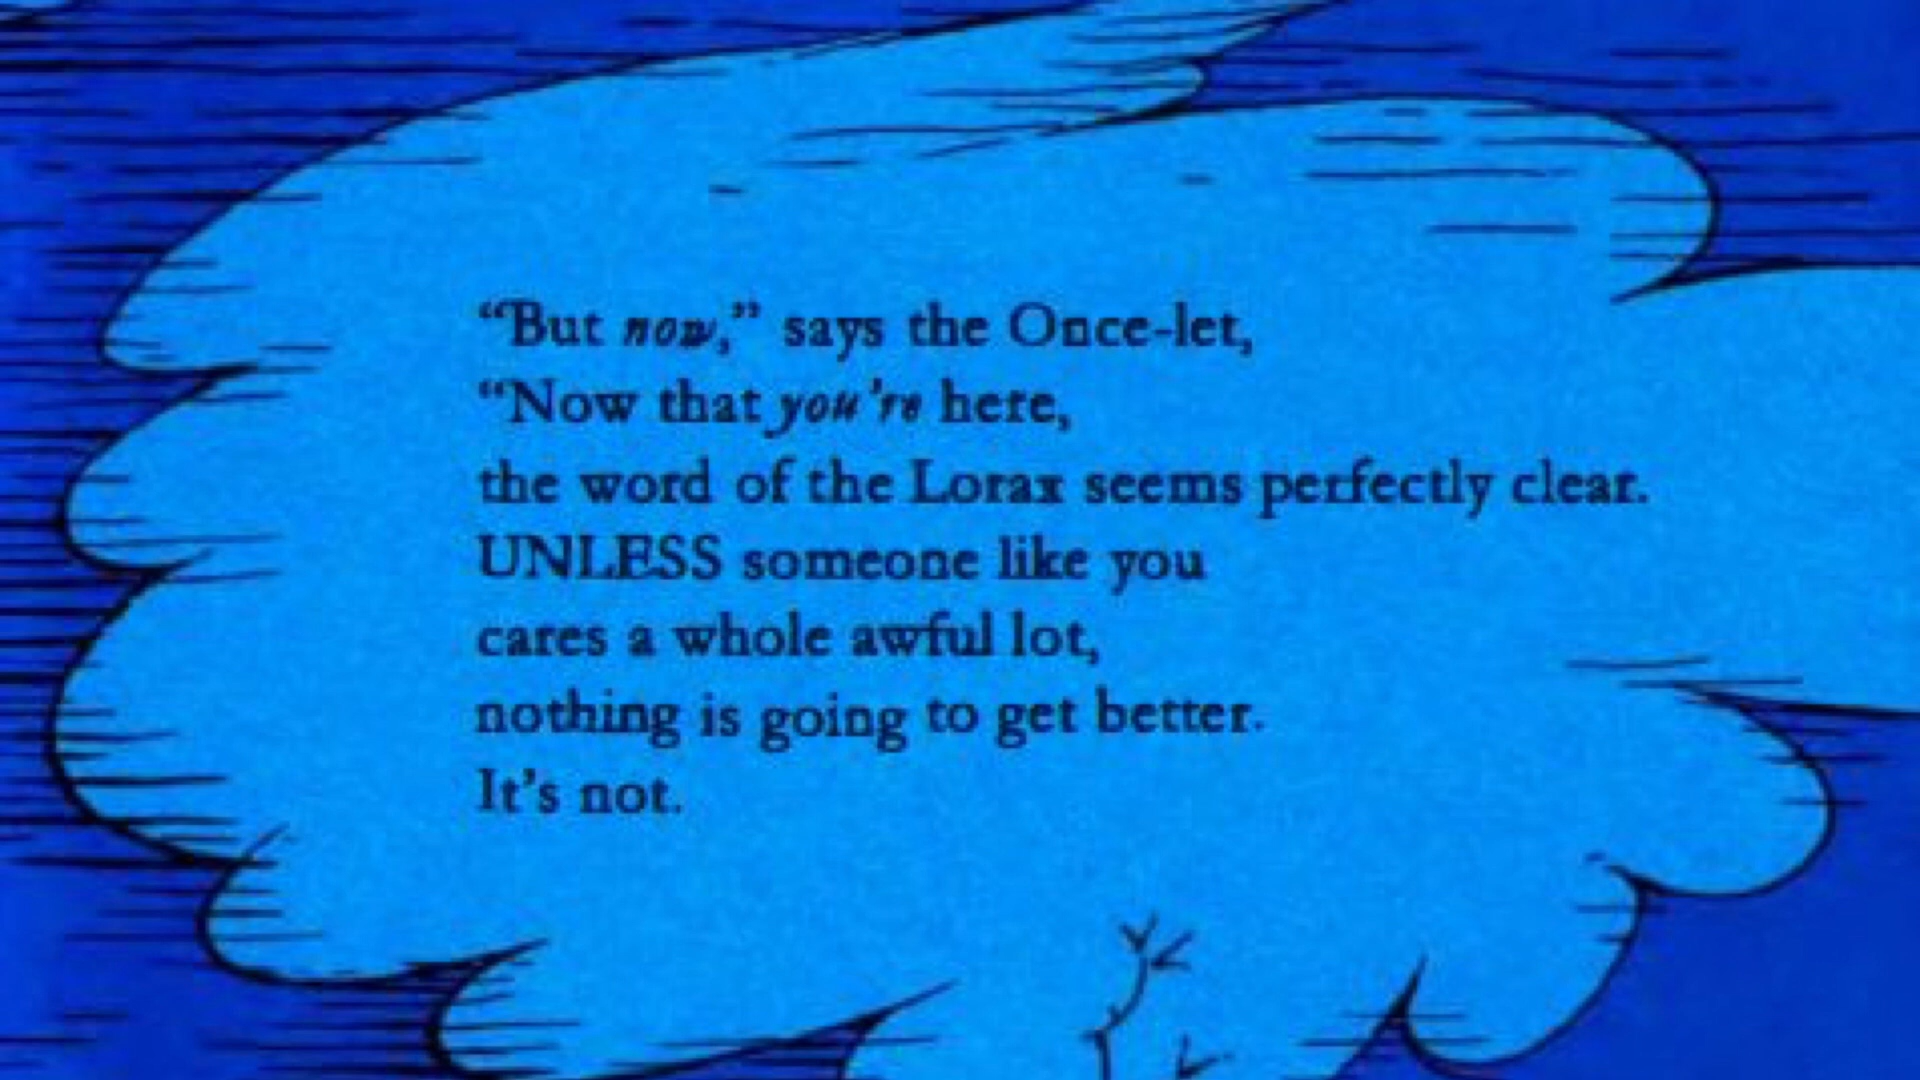 “But now,” says the Once-let,
“Now that you’re here,
the word of the Lorax seems perfectly clear.
UNLESS someone like you
cares a whole awful lot,
nothing is going to get better.
It’s not.